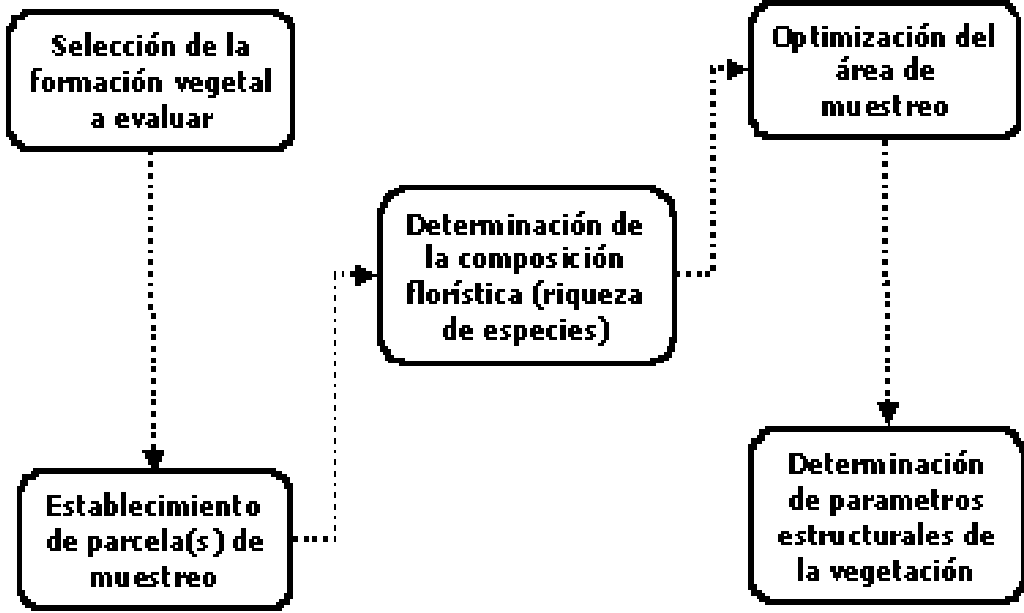 Selección de la
formación vegetal
a evaluar
Establecimiento
de parcela(s) de
muestreo
Determinación de
la composición
florística (riqueza
de especies)
Optimización del
área de
muestreo
Determinación
de parametros
estructurales de
la vegetación